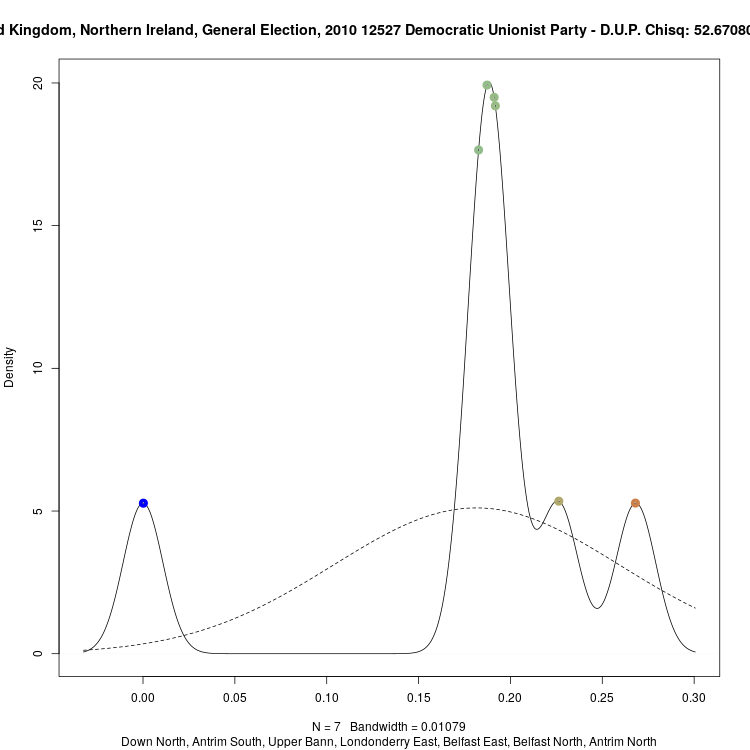 d Kingdom, Northern Ireland, General Election, 2010 12527 Democratic Unionist Party - D.U.P. Chisq: 52.67080
20
15
10
5
0
Density
0.00 0.05 0.10 0.15 0.20 0.25 0.30
N = 7 Bandwidth = 0.01079
Down North, Antrim South, Upper Bann, Londonderry East, Belfast East, Belfast North, Antrim North